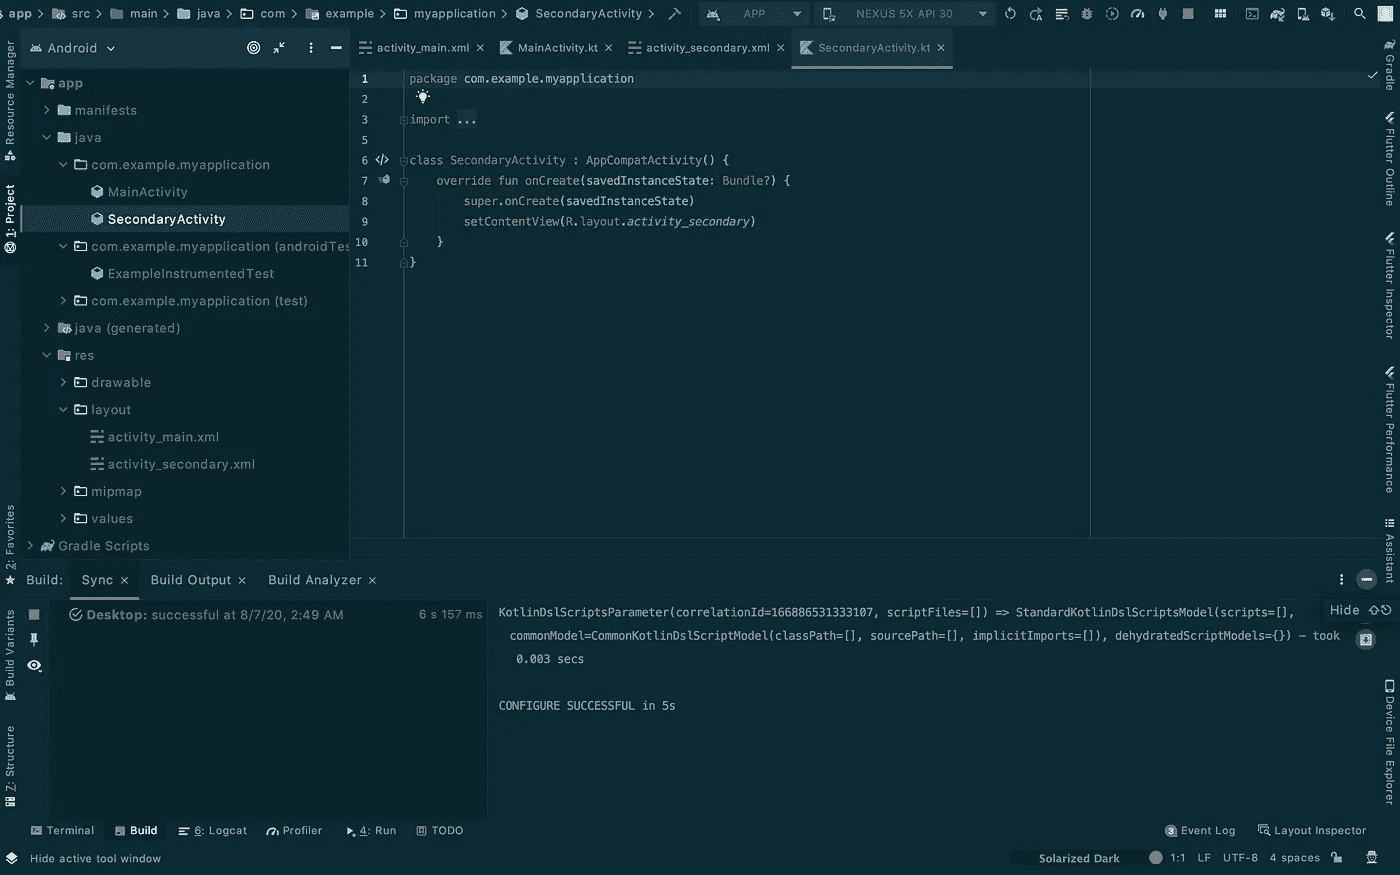 app > src > main > java > com > example > myapplication > SecondaryActivity > APP NEXUS 5X API 30
Android
activity_main.xml MainActivity.kt activity_secondary.xml SecondaryActivity.kt
Resource Manager
1: Project
2: Favorites
Build Variants
Z: Structure
app
manifests
java
com.example.myapplication
MainActivity
SecondaryActivity
com.example.myapplication (androidTes
ExampleInstrumentedTest
com.example.myapplication (test)
java (generated)
res
drawable
layout
activity_main.xml
activity_secondary.xml
mipmap
values
Gradle Scripts
1 package com.example.myapplication
2
3 import ...
5
6 class SecondaryActivity : AppCompatActivity() {
7 override fun onCreate(savedInstanceState: Bundle?) {
8 super.onCreate(savedInstanceState)
9 setContentView(R.layout.activity_secondary)
10 }
11 }
Gradle
Flutter Outline
Flutter Inspector
Flutter Performance
Assistant
Device File Explorer
Build: Sync Build Output Build Analyzer
Desktop: successful at 8/7/20, 2:49 AM 6 s 157 ms
KotlinDslScriptsParameter(correlationId=166886531333107, scriptFiles=[]) => StandardKotlinDslScriptsModel(scripts=[],
commonModel=CommonKotlinDslScriptModel(classPath=[], sourcePath=[], implicitImports=[]), dehydratedScriptModels={}) – took
0.003 secs
CONFIGURE SUCCESSFUL in 5s
Hide ⇧⎋
Terminal Build 6: Logcat Profiler 4: Run TODO 3 Event Log Layout Inspector
Hide active tool window Solarized Dark 1:1 LF UTF-8 4 spaces